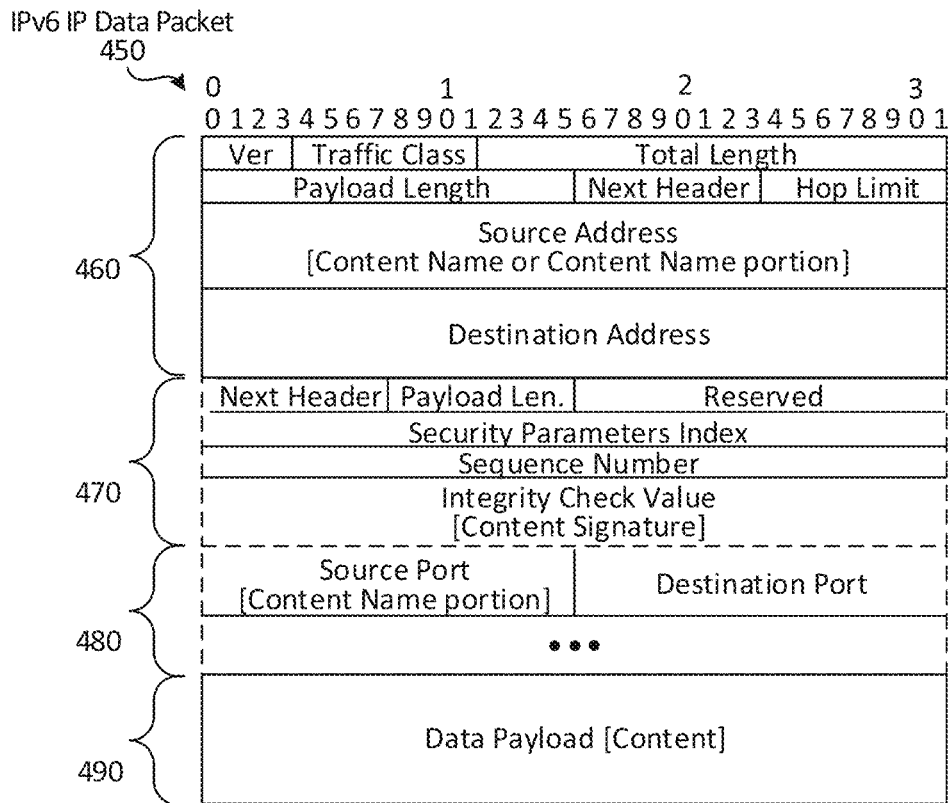 IPv6 IP Data Packet
450
0 1 2 3
0 1 2 3 4 5 6 7 8 9 0 1 2 3 4 5 6 7 8 9 0 1 2 3 4 5 6 7 8 9 0 1
Ver Traffic Class Total Length
Payload Length Next Header Hop Limit
Source Address
[Content Name or Content Name portion]
460
Destination Address
Next Header Payload Len. Reserved
Security Parameters Index
Sequence Number
470
Integrity Check Value
[Content Signature]
Source Port
[Content Name portion]
Destination Port
480
•••
Data Payload [Content]
490